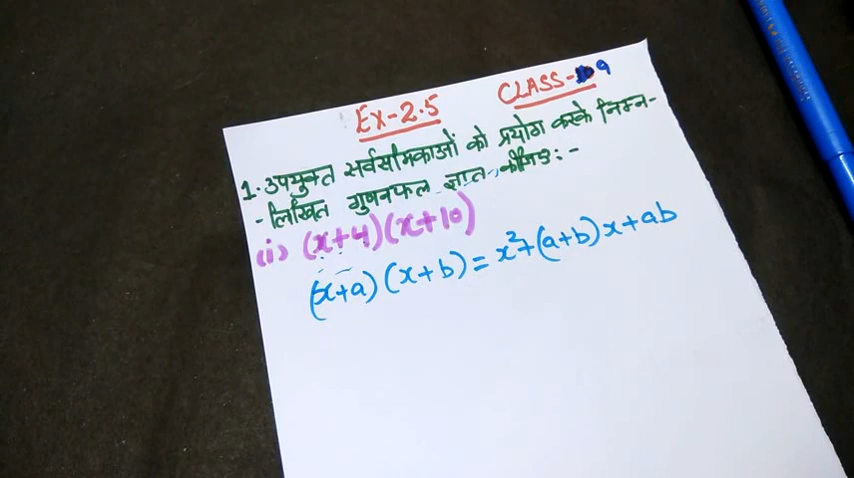 Ex-2.5 CLASS-9
1. उपयुक्त सर्वसमिकाओं को प्रयोग करके निम्न-
-लिखित गुणनफल ज्ञात कीजिए:-
(i) (x+4)(x+10)
(x+a)(x+b)=x²+(a+b)x+ab